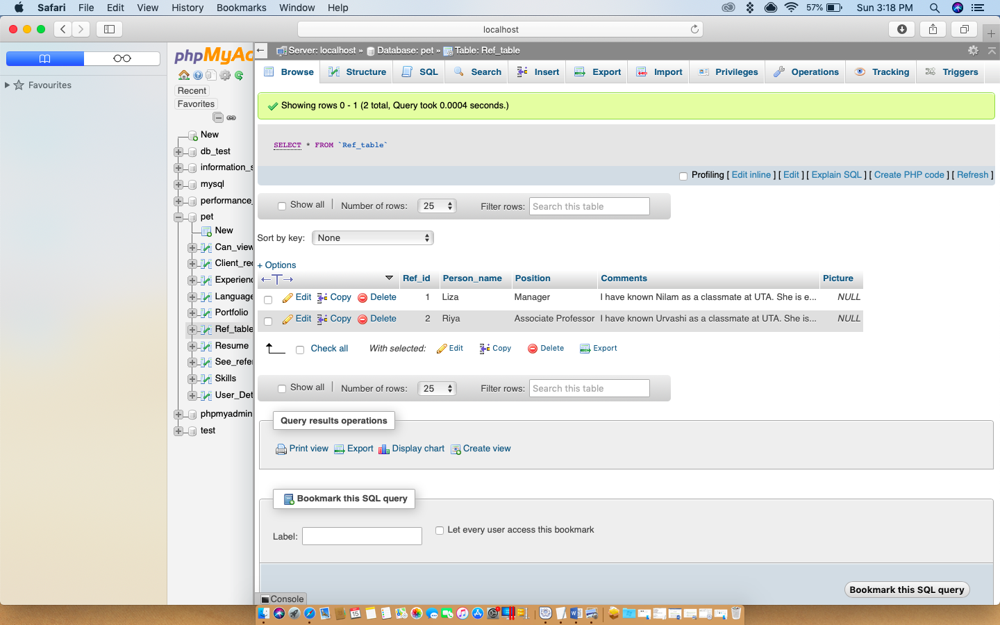 Safari File Edit View History Bookmarks Window Help 57% Sun 3:18 PM
localhost
Favourites
phpMyAd
Recent
Favorites
New
db_test
information_s
mysql
performance_
pet
New
Can_view
Client_rec
Experienc
Language
Portfolio
Ref_table
Resume
See_refer
Skills
User_Det
phpmyadmin
test
Server: localhost » Database: pet » Table: Ref_table
Browse Structure SQL Search Insert Export Import Privileges Operations Tracking Triggers
Showing rows 0 - 1 (2 total, Query took 0.0004 seconds.)
SELECT * FROM `Ref_table`
Profiling [ Edit inline ] [ Edit ] [ Explain SQL ] [ Create PHP code ] [ Refresh ]
Show all | Number of rows: 25 Filter rows: Search this table
Sort by key: None
+ Options
←T→ Ref_id Person_name Position Comments Picture
Edit Copy Delete 1 Liza Manager I have known Nilam as a classmate at UTA. She is e... NULL
Edit Copy Delete 2 Riya Associate Professor I have known Urvashi as a classmate at UTA. She is... NULL
Check all With selected: Edit Copy Delete Export
Show all | Number of rows: 25 Filter rows: Search this table
Query results operations
Print view Export Display chart Create view
Bookmark this SQL query
Label: Let every user access this bookmark
Bookmark this SQL query
Console
15